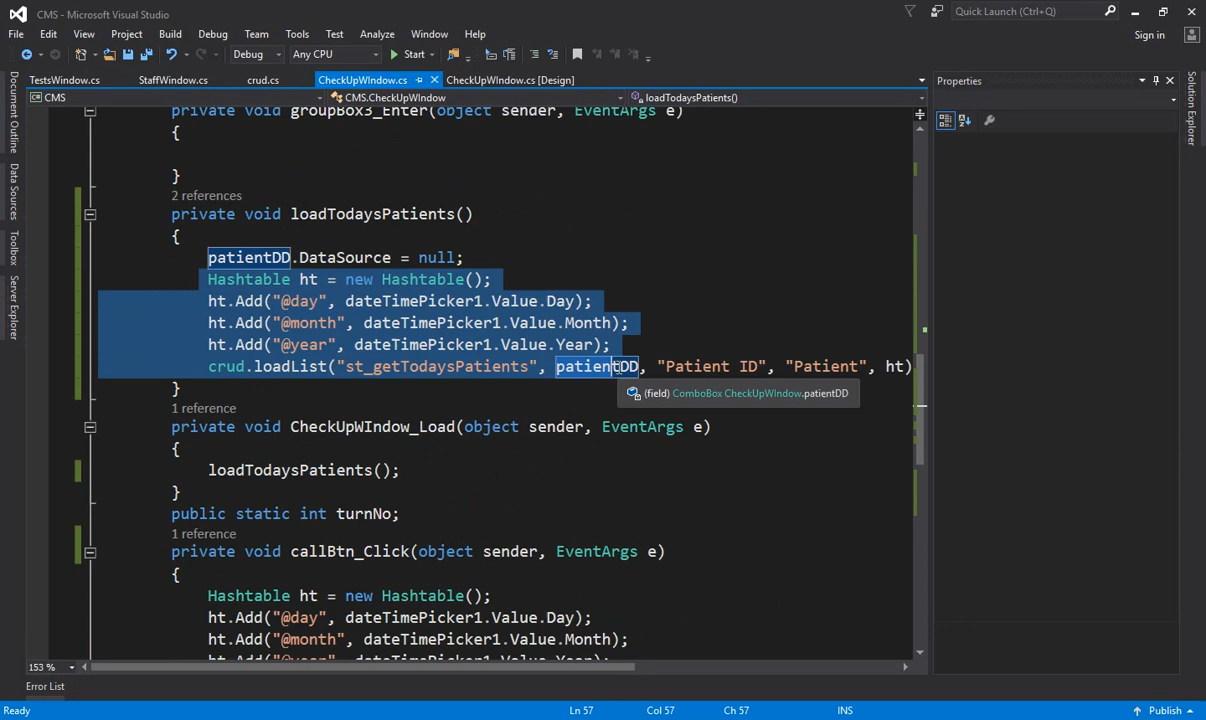 CMS - Microsoft Visual Studio
Quick Launch (Ctrl+Q)
File Edit View Project Build Debug Team Tools Test Analyze Window Help
Sign in
Debug Any CPU Start
TestsWindow.cs StaffWindow.cs crud.cs CheckUpWIndow.cs CheckUpWIndow.cs [Design]
Properties
CMS CMS.CheckUpWIndow loadTodaysPatients()
Document Outline
Data Sources
Toolbox
Server Explorer
Solution Explorer
private void groupBox3_Enter(object sender, EventArgs e)
{
}
2 references
private void loadTodaysPatients()
{
patientDD.DataSource = null;
Hashtable ht = new Hashtable();
ht.Add("@day", dateTimePicker1.Value.Day);
ht.Add("@month", dateTimePicker1.Value.Month);
ht.Add("@year", dateTimePicker1.Value.Year);
crud.loadList("st_getTodaysPatients", patientDD, "Patient ID", "Patient", ht)
}
(field) ComboBox CheckUpWIndow.patientDD
1 reference
private void CheckUpWIndow_Load(object sender, EventArgs e)
{
loadTodaysPatients();
}
public static int turnNo;
1 reference
private void callBtn_Click(object sender, EventArgs e)
{
Hashtable ht = new Hashtable();
ht.Add("@day", dateTimePicker1.Value.Day);
ht.Add("@month", dateTimePicker1.Value.Month);
ht.Add("@year", dateTimePicker1.Value.Year);
153 %
Error List
Ready Ln 57 Col 57 Ch 57 INS Publish